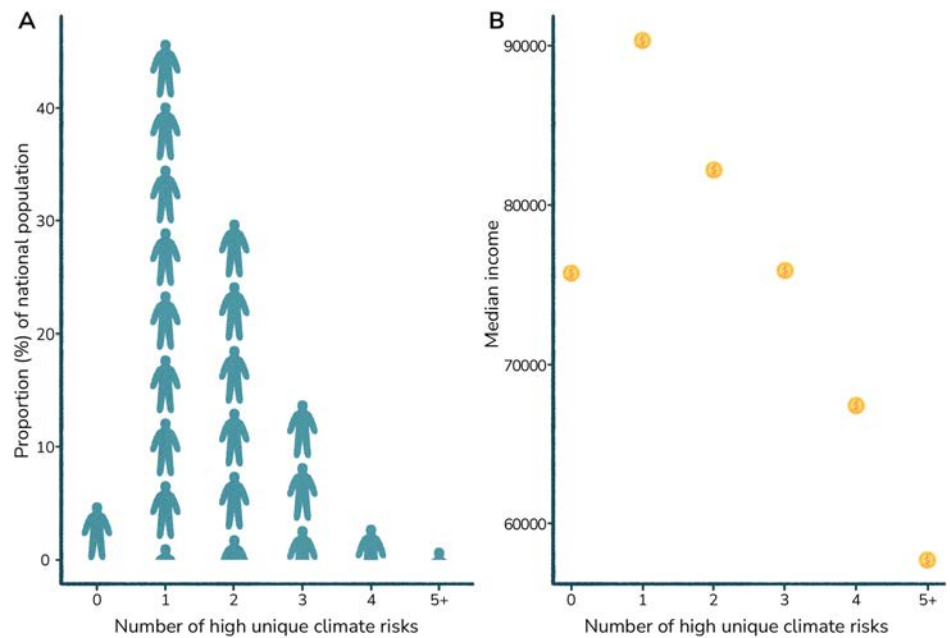 A
Proportion (%) of national population
40
30
20
10
0
0 1 2 3 4 5+
Number of high unique climate risks
B
Median income
90000
80000
70000
60000
0 1 2 3 4 5+
Number of high unique climate risks